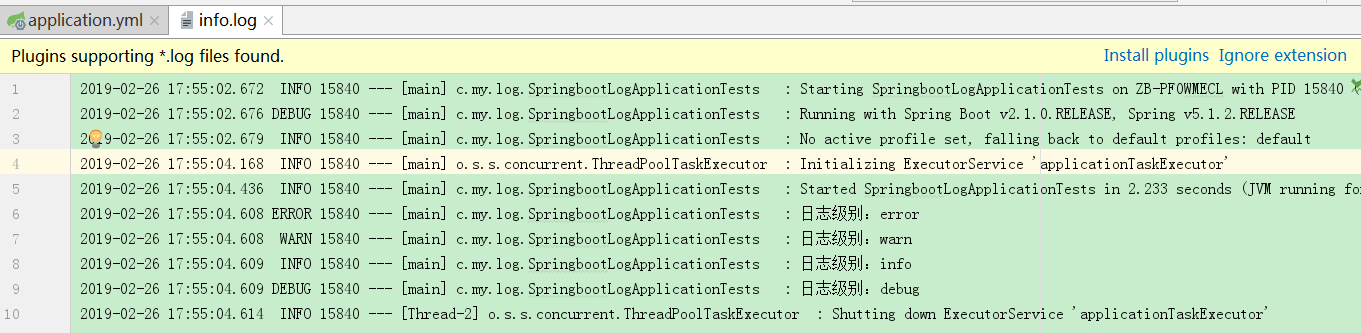 application.yml info.log
Plugins supporting *.log files found. Install plugins Ignore extension
1 2019-02-26 17:55:02.672  INFO 15840 --- [main] c.my.log.SpringbootLogApplicationTests   : Starting SpringbootLogApplicationTests on ZB-PF0WMECL with PID 15840
2 2019-02-26 17:55:02.676 DEBUG 15840 --- [main] c.my.log.SpringbootLogApplicationTests   : Running with Spring Boot v2.1.0.RELEASE, Spring v5.1.2.RELEASE
3 2019-02-26 17:55:02.679  INFO 15840 --- [main] c.my.log.SpringbootLogApplicationTests   : No active profile set, falling back to default profiles: default
4 2019-02-26 17:55:04.168  INFO 15840 --- [main] o.s.s.concurrent.ThreadPoolTaskExecutor  : Initializing ExecutorService 'applicationTaskExecutor'
5 2019-02-26 17:55:04.436  INFO 15840 --- [main] c.my.log.SpringbootLogApplicationTests   : Started SpringbootLogApplicationTests in 2.233 seconds (JVM running fo
6 2019-02-26 17:55:04.608 ERROR 15840 --- [main] c.my.log.SpringbootLogApplicationTests   : 日志级别：error
7 2019-02-26 17:55:04.608  WARN 15840 --- [main] c.my.log.SpringbootLogApplicationTests   : 日志级别：warn
8 2019-02-26 17:55:04.609  INFO 15840 --- [main] c.my.log.SpringbootLogApplicationTests   : 日志级别：info
9 2019-02-26 17:55:04.609 DEBUG 15840 --- [main] c.my.log.SpringbootLogApplicationTests   : 日志级别：debug
10 2019-02-26 17:55:04.614  INFO 15840 --- [Thread-2] o.s.s.concurrent.ThreadPoolTaskExecutor  : Shutting down ExecutorService 'applicationTaskExecutor'